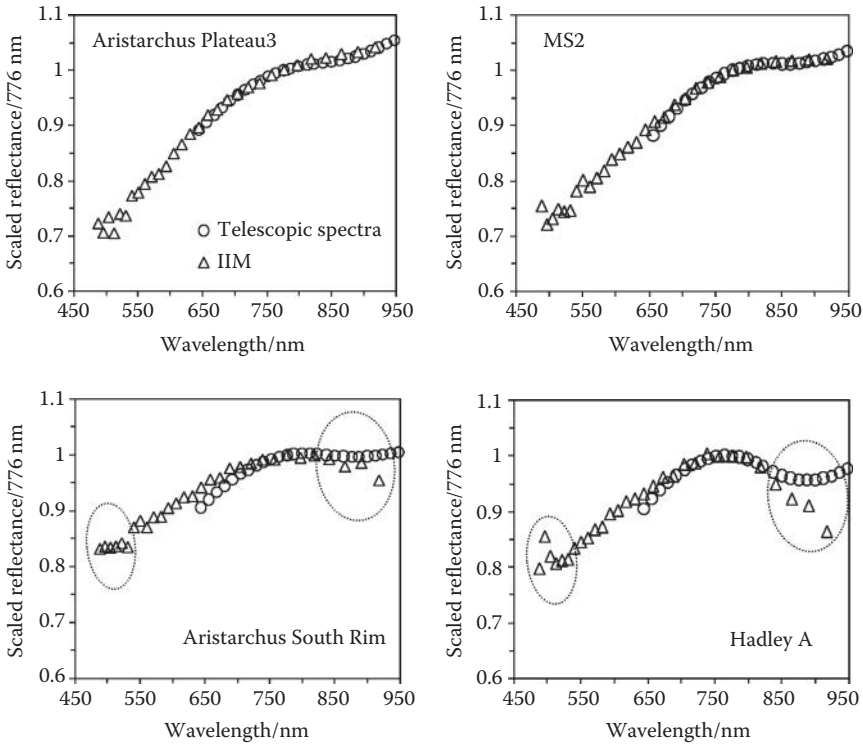 1.1
Aristarchus Plateau3
1
0.9
0.8
0.7
0.6
Scaled reflectance/776 nm
Telescopic spectra
IIM
450 550 650 750 850 950
Wavelength/nm
1.1
MS2
1
0.9
0.8
0.7
0.6
Scaled reflectance/776 nm
450 550 650 750 850 950
Wavelength/nm
1.1
1
0.9
0.8
0.7
0.6
Scaled reflectance/776 nm
Aristarchus South Rim
450 550 650 750 850 950
Wavelength/nm
1.1
1
0.9
0.8
0.7
0.6
Scaled reflectance/776 nm
Hadley A
450 550 650 750 850 950
Wavelength/nm